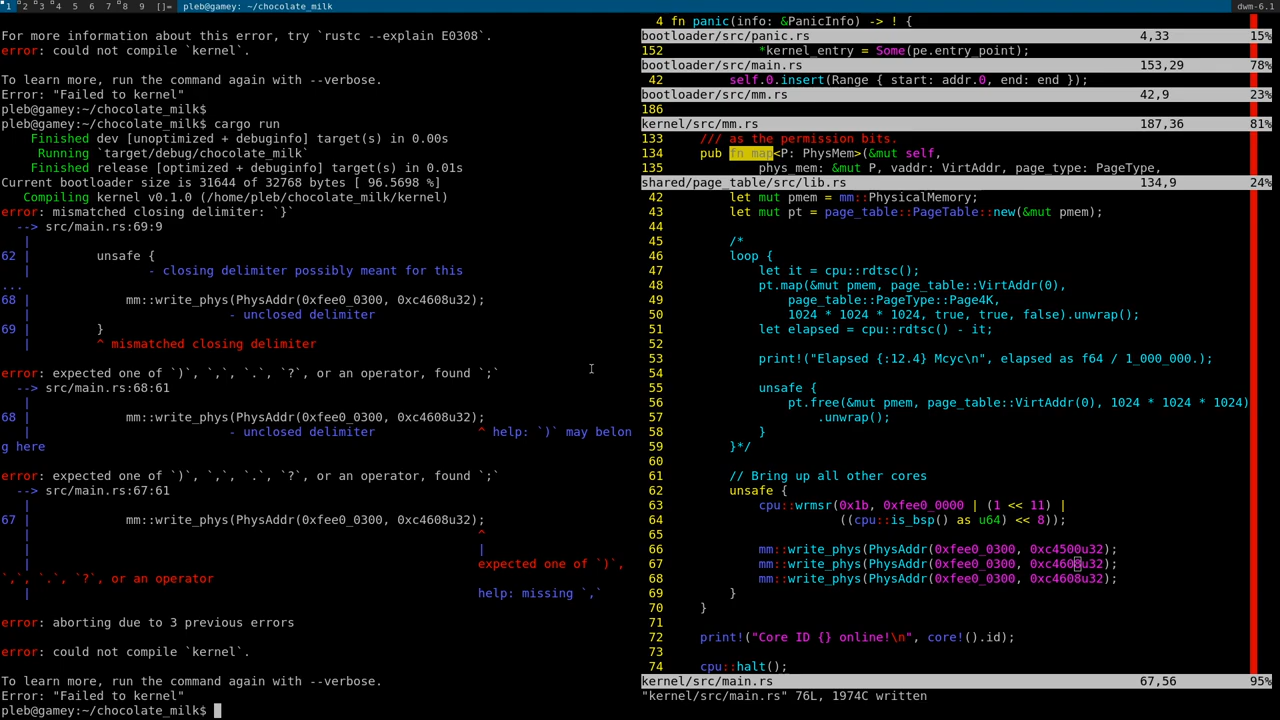 1 2 3 4 5 6 7 8 9 []= pleb@gamey: ~/chocolate_milk dwm-6.1
For more information about this error, try `rustc --explain E0308`.
error: could not compile `kernel`.
To learn more, run the command again with --verbose.
Error: "Failed to kernel"
pleb@gamey:~/chocolate_milk$
pleb@gamey:~/chocolate_milk$ cargo run
Finished dev [unoptimized + debuginfo] target(s) in 0.00s
Running `target/debug/chocolate_milk`
Finished release [optimized + debuginfo] target(s) in 0.01s
Current bootloader size is 31644 of 32768 bytes [ 96.5698 %]
Compiling kernel v0.1.0 (/home/pleb/chocolate_milk/kernel)
error: mismatched closing delimiter: `}`
--> src/main.rs:69:9
|
62 | unsafe {
| - closing delimiter possibly meant for this
...
68 | mm::write_phys(PhysAddr(0xfee0_0300, 0xc4608u32);
| - unclosed delimiter
69 | }
| ^ mismatched closing delimiter
error: expected one of `)`, `,`, `.`, `?`, or an operator, found `;`
--> src/main.rs:68:61
|
68 | mm::write_phys(PhysAddr(0xfee0_0300, 0xc4608u32);
| - unclosed delimiter ^ help: `)` may belon
g here
error: expected one of `)`, `,`, `.`, `?`, or an operator, found `;`
--> src/main.rs:67:61
|
67 | mm::write_phys(PhysAddr(0xfee0_0300, 0xc4608u32);
| ^
| |
| expected one of `)`,
`,`, `.`, `?`, or an operator
| help: missing `,`
error: aborting due to 3 previous errors
error: could not compile `kernel`.
To learn more, run the command again with --verbose.
Error: "Failed to kernel"
pleb@gamey:~/chocolate_milk$
4 fn panic(info: &PanicInfo) -> ! {
bootloader/src/panic.rs 4,33 15%
152 *kernel_entry = Some(pe.entry_point);
bootloader/src/main.rs 153,29 78%
42 self.0.insert(Range { start: addr.0, end: end });
bootloader/src/mm.rs 42,9 23%
186
kernel/src/mm.rs 187,36 81%
133 /// as the permission bits.
134 pub fn map<P: PhysMem>(&mut self,
135 phys_mem: &mut P, vaddr: VirtAddr, page_type: PageType,
shared/page_table/src/lib.rs 134,9 24%
42 let mut pmem = mm::PhysicalMemory;
43 let mut pt = page_table::PageTable::new(&mut pmem);
44
45 /*
46 loop {
47 let it = cpu::rdtsc();
48 pt.map(&mut pmem, page_table::VirtAddr(0),
49 page_table::PageType::Page4K,
50 1024 * 1024 * 1024, true, true, false).unwrap();
51 let elapsed = cpu::rdtsc() - it;
52
53 print!("Elapsed {:12.4} Mcyc\n", elapsed as f64 / 1_000_000.);
54
55 unsafe {
56 pt.free(&mut pmem, page_table::VirtAddr(0), 1024 * 1024 * 1024)
57 .unwrap();
58 }
59 }*/
60
61 // Bring up all other cores
62 unsafe {
63 cpu::wrmsr(0x1b, 0xfee0_0000 | (1 << 11) |
64 ((cpu::is_bsp() as u64) << 8));
65
66 mm::write_phys(PhysAddr(0xfee0_0300, 0xc4500u32);
67 mm::write_phys(PhysAddr(0xfee0_0300, 0xc4608u32);
68 mm::write_phys(PhysAddr(0xfee0_0300, 0xc4608u32);
69 }
70 }
71
72 print!("Core ID {} online!\n", core!().id);
73
74 cpu::halt();
kernel/src/main.rs 67,56 95%
"kernel/src/main.rs" 76L, 1974C written